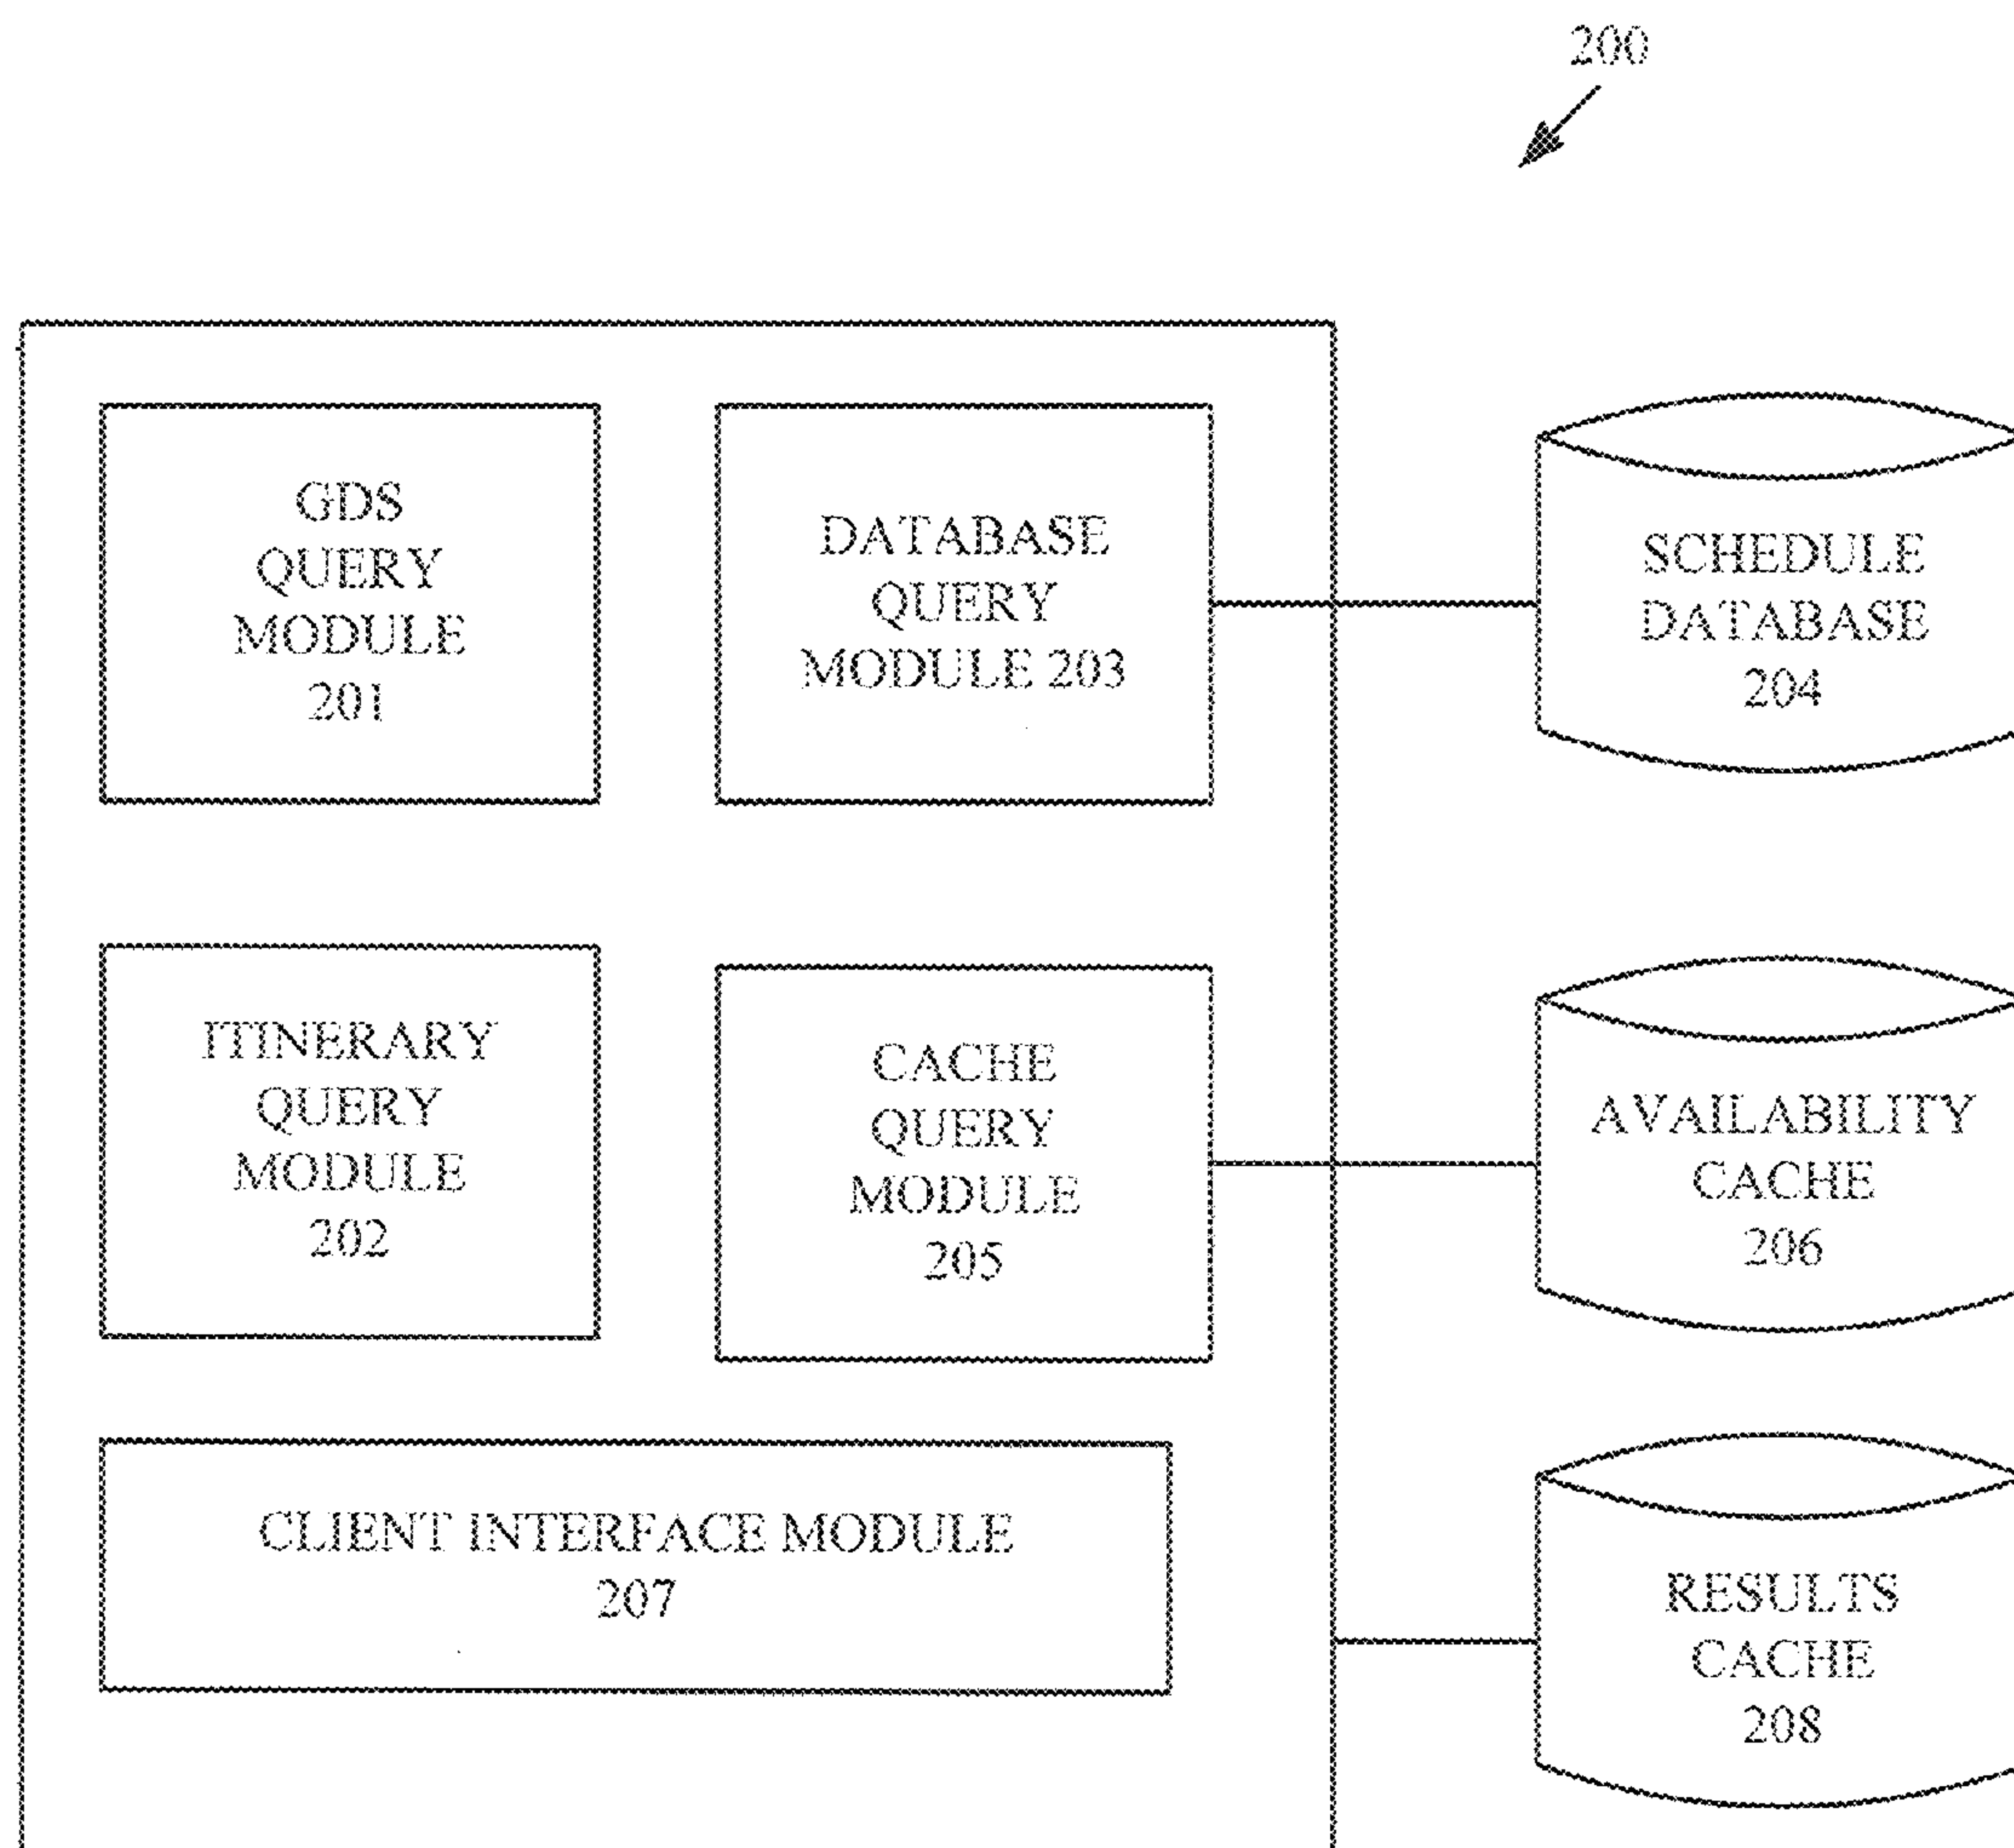 200
GDS
QUERY
MODULE
201
DATABASE
QUERY
MODULE 203
SCHEDULE
DATABASE
204
ITINERARY
QUERY
MODULE
202
CACHE
QUERY
MODULE
205
AVAILABILITY
CACHE
206
CLIENT INTERFACE MODULE
207
RESULTS
CACHE
208